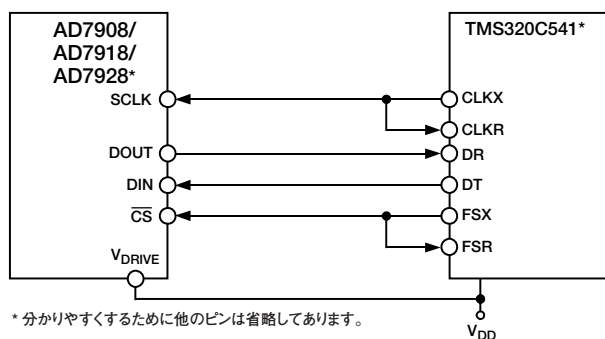 AD7908/
AD7918/
AD7928*
TMS320C541*
SCLK
CLKX
CLKR
DOUT
DR
DIN
DT
CS
FSX
FSR
VDRIVE
* 分かりやすくするために他のピンは省略してあります。
VDD